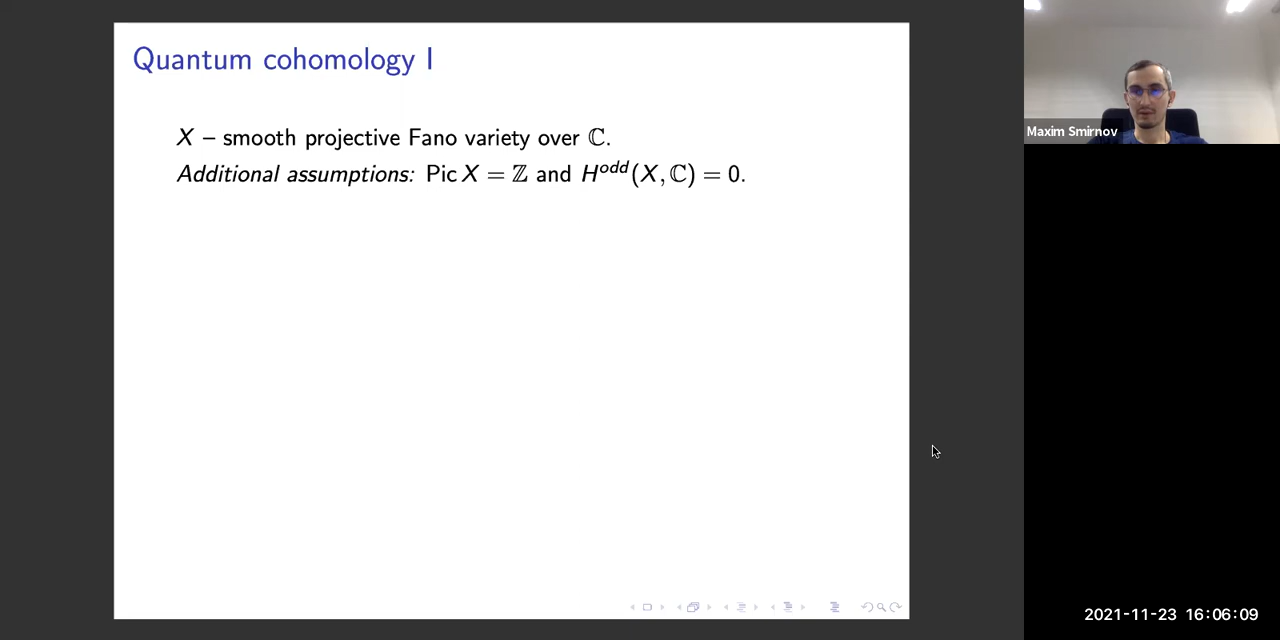 Quantum cohomology I
X – smooth projective Fano variety over ℂ.
Additional assumptions: Pic X = ℤ and H^{odd}(X, ℂ) = 0.
Maxim Smirnov
2021-11-23 16:06:09